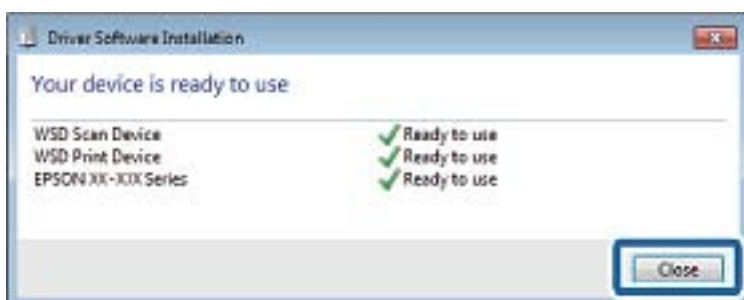 Driver Software Installation
Your device is ready to use
WSD Scan Device Ready to use
WSD Print Device Ready to use
EPSON XX-XXX Series Ready to use
Close